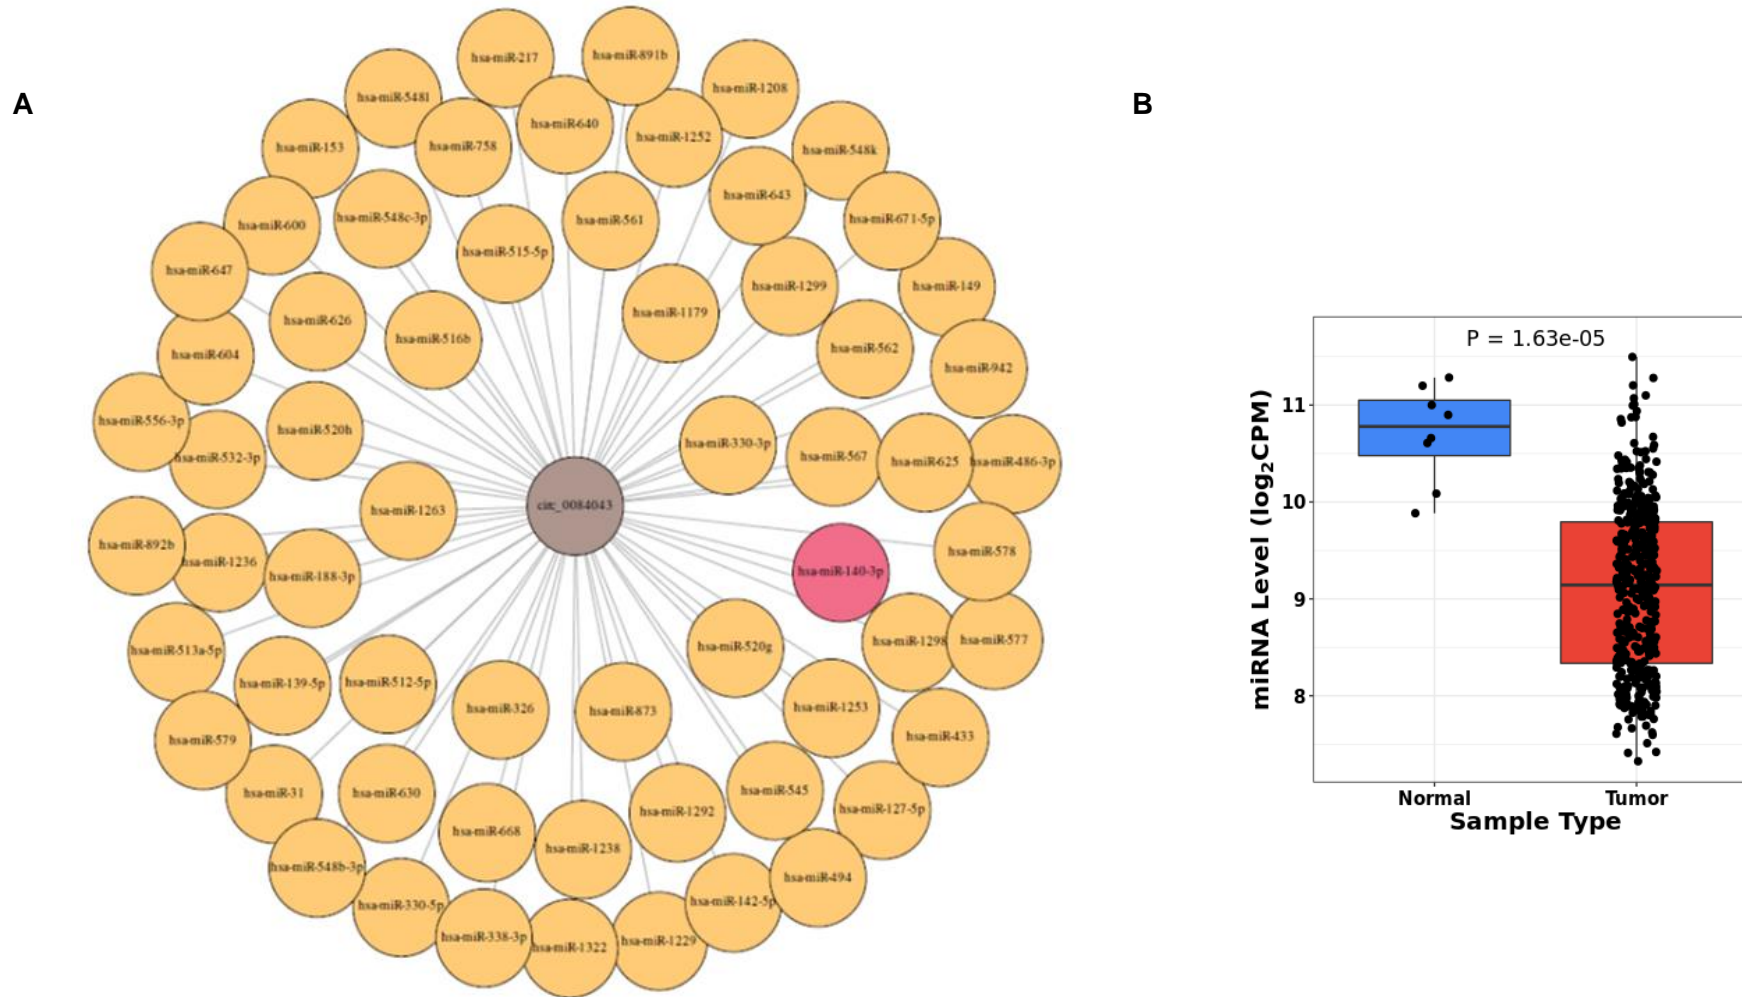 A
B
hsa-miR-217
hsa-miR-891b
hsa-miR-1208
hsa-miR-548l
hsa-miR-640
hsa-miR-1252
hsa-miR-153
hsa-miR-758
hsa-miR-548k
hsa-miR-643
hsa-miR-600
hsa-miR-548c-3p
hsa-miR-561
hsa-miR-671-5p
hsa-miR-515-5p
hsa-miR-647
hsa-miR-1299
hsa-miR-149
hsa-miR-626
hsa-miR-1179
hsa-miR-516b
hsa-miR-604
hsa-miR-562
hsa-miR-942
hsa-miR-556-3p
hsa-miR-520h
hsa-miR-330-3p
hsa-miR-532-3p
hsa-miR-567
hsa-miR-625
hsa-miR-486-3p
hsa-miR-1263
circ_0084043
hsa-miR-892b
hsa-miR-1236
hsa-miR-188-3p
hsa-miR-140-3p
hsa-miR-578
hsa-miR-513a-5p
hsa-miR-520g
hsa-miR-1298
hsa-miR-577
hsa-miR-139-5p
hsa-miR-512-5p
hsa-miR-326
hsa-miR-873
hsa-miR-1253
hsa-miR-579
hsa-miR-433
hsa-miR-31
hsa-miR-630
hsa-miR-545
hsa-miR-1292
hsa-miR-127-5p
hsa-miR-668
hsa-miR-1238
hsa-miR-548b-3p
hsa-miR-494
hsa-miR-330-5p
hsa-miR-142-5p
hsa-miR-338-3p
hsa-miR-1322
hsa-miR-1229
P = 1.63e-05
miRNA Level (log₂CPM)
11
10
9
8
Normal
Tumor
Sample Type